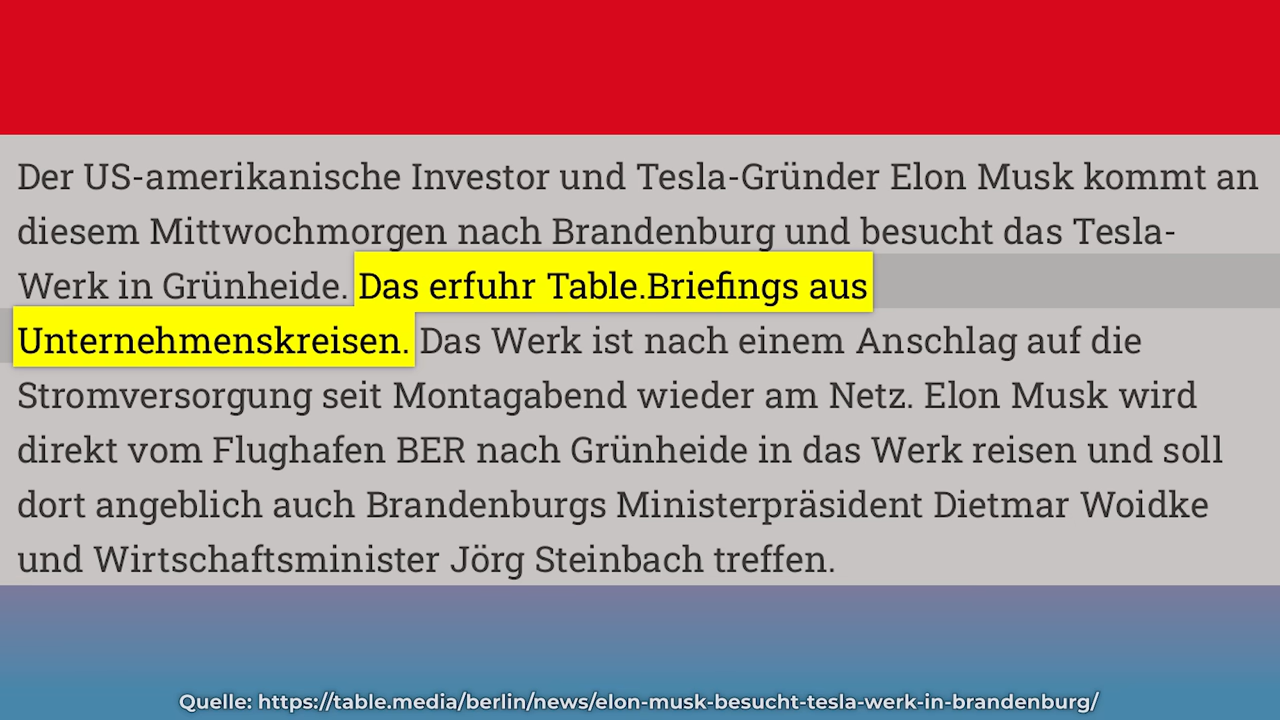 Der US-amerikanische Investor und Tesla-Gründer Elon Musk kommt an
diesem Mittwochmorgen nach Brandenburg und besucht das Tesla-
Werk in Grünheide. Das erfuhr Table.Briefings aus
Unternehmenskreisen. Das Werk ist nach einem Anschlag auf die
Stromversorgung seit Montagabend wieder am Netz. Elon Musk wird
direkt vom Flughafen BER nach Grünheide in das Werk reisen und soll
dort angeblich auch Brandenburgs Ministerpräsident Dietmar Woidke
und Wirtschaftsminister Jörg Steinbach treffen.
Quelle: https://table.media/berlin/news/elon-musk-besucht-tesla-werk-in-brandenburg/